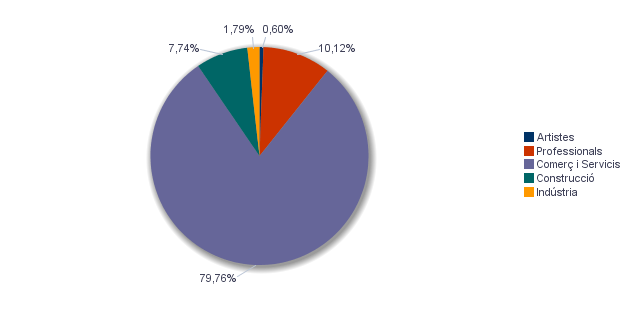 1,79% 0,60%
7,74% 10,12%
Artistes
Professionals
Comerç i Servicis
Construcció
Indústria
79,76%